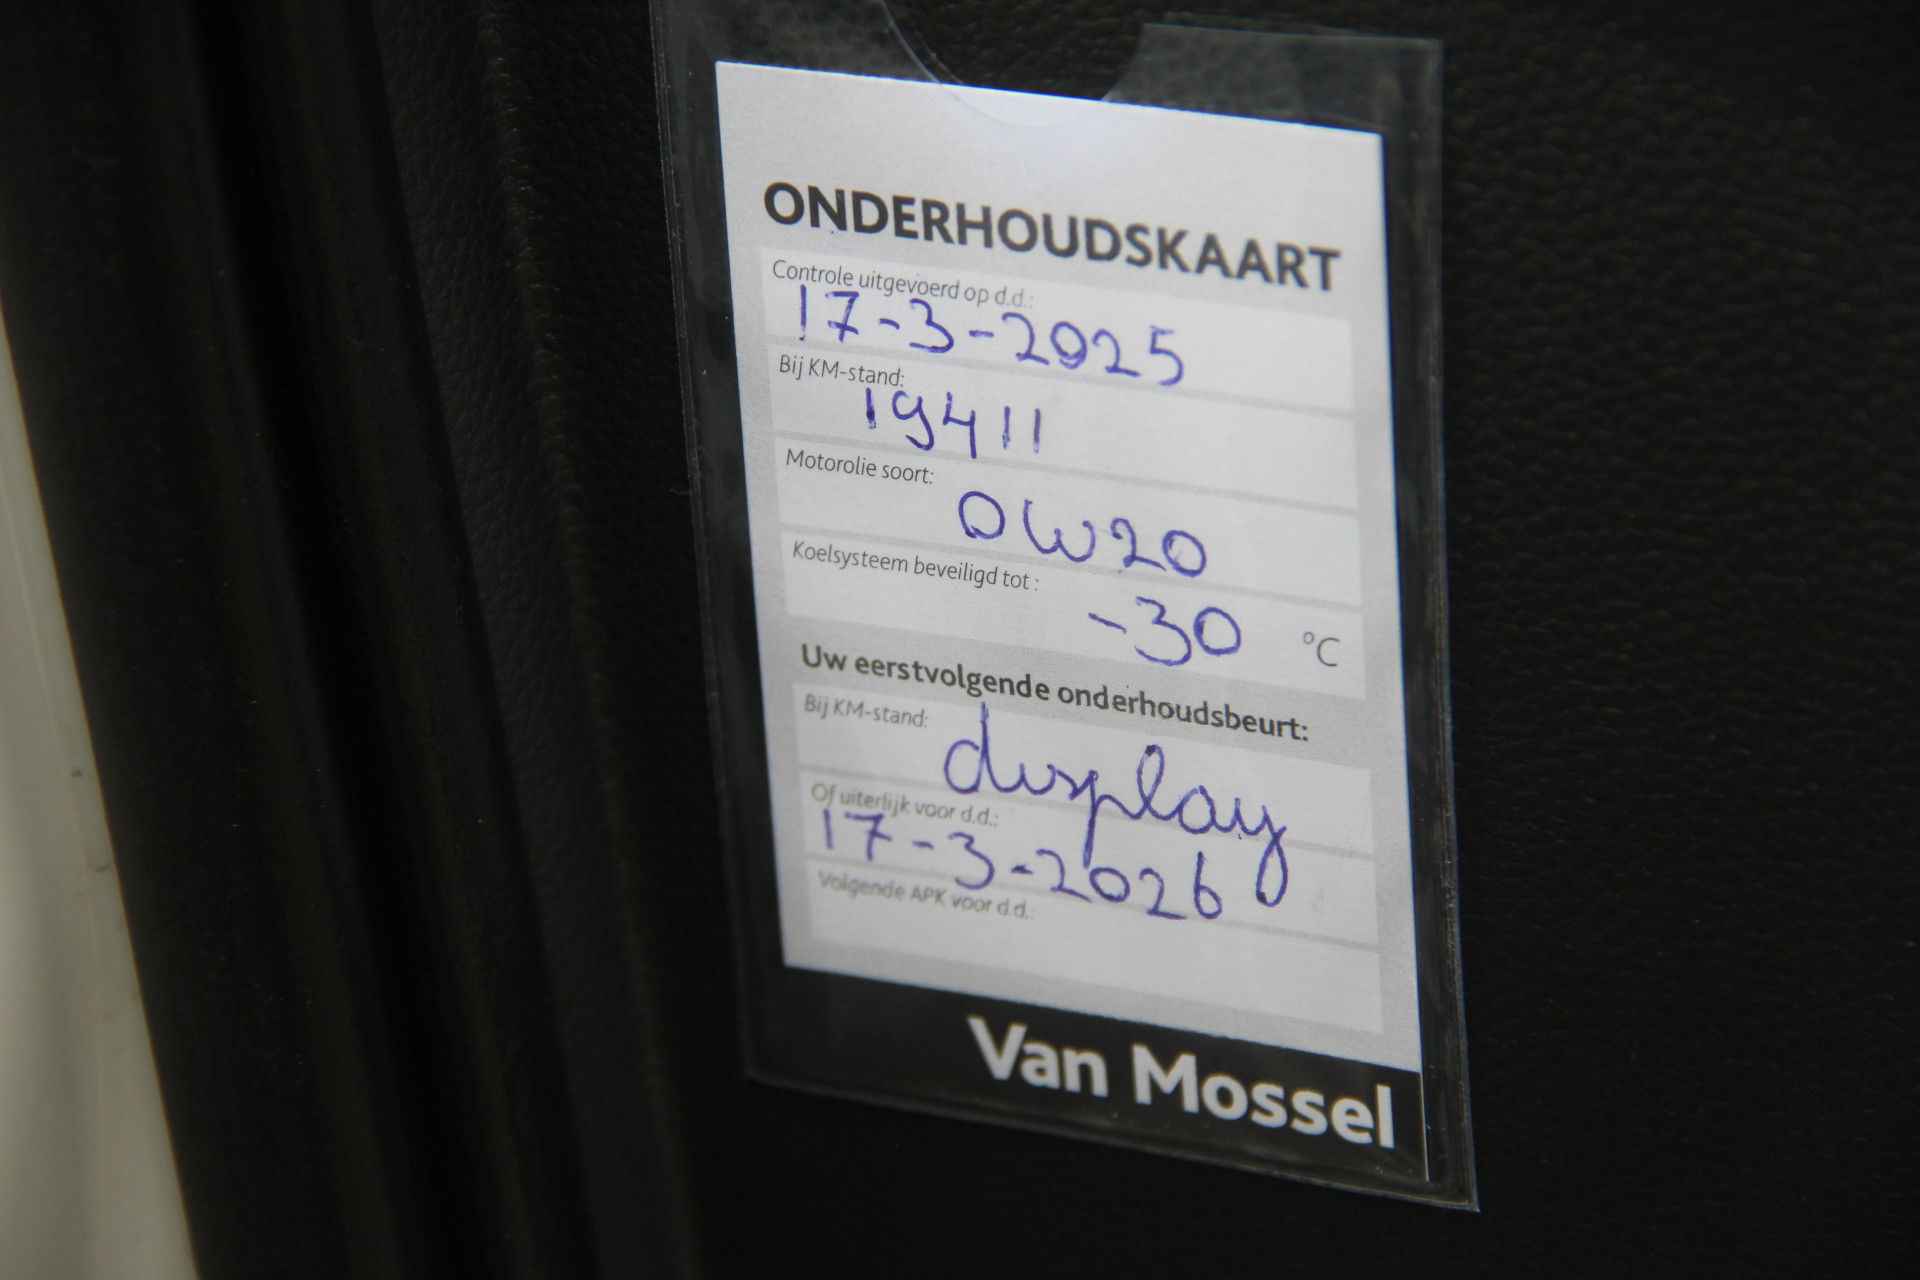 ONDERHOUDSKAART
Controle uitgevoerd op d.d.:
17-3-2025
Bij KM-stand:
19411
Motorolie soort:
0W20
Koelsysteem beveiligd tot :
-30 °C
Uw eerstvolgende onderhoudsbeurt:
Bij KM-stand:
display
Of uiterlijk voor d.d.:
17-3-2026
Volgende APK voor d.d.:
Van Mossel